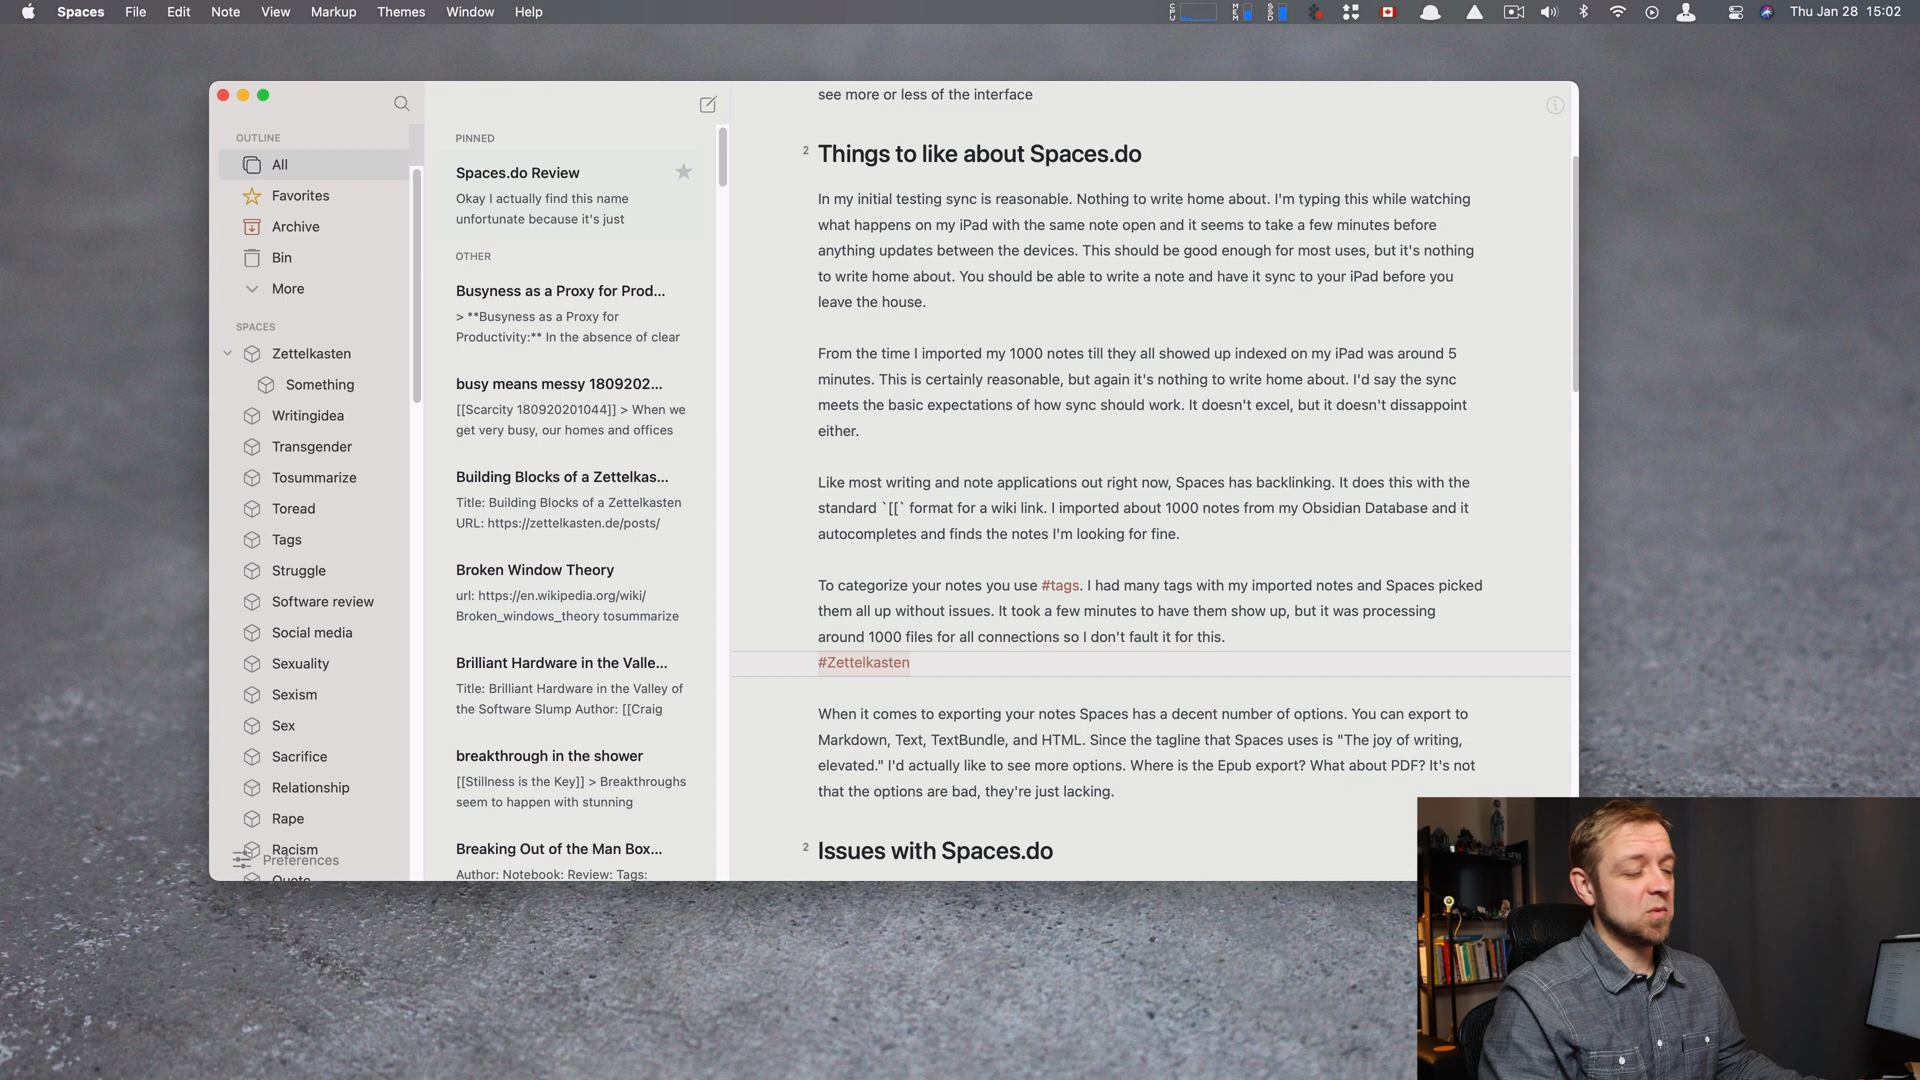 Spaces File Edit Note View Markup Themes Window Help
CPU MEM SSD Thu Jan 28 15:02
OUTLINE
All
Favorites
Archive
Bin
More
SPACES
Zettelkasten
Something
Writingidea
Transgender
Tosummarize
Toread
Tags
Struggle
Software review
Social media
Sexuality
Sexism
Sex
Sacrifice
Relationship
Rape
Racism
Preferences
Quote
PINNED
Spaces.do Review
Okay I actually find this name
unfortunate because it's just
OTHER
Busyness as a Proxy for Prod...
> **Busyness as a Proxy for
Productivity:** In the absence of clear
busy means messy 1809202...
[[Scarcity 180920201044]] > When we
get very busy, our homes and offices
Building Blocks of a Zettelkas...
Title: Building Blocks of a Zettelkasten
URL: https://zettelkasten.de/posts/
Broken Window Theory
url: https://en.wikipedia.org/wiki/
Broken_windows_theory tosummarize
Brilliant Hardware in the Valle...
Title: Brilliant Hardware in the Valley of
the Software Slump Author: [[Craig
breakthrough in the shower
[[Stillness is the Key]] > Breakthroughs
seem to happen with stunning
Breaking Out of the Man Box...
Author: Notebook: Review: Tags:
see more or less of the interface
2 Things to like about Spaces.do
In my initial testing sync is reasonable. Nothing to write home about. I'm typing this while watching
what happens on my iPad with the same note open and it seems to take a few minutes before
anything updates between the devices. This should be good enough for most uses, but it's nothing
to write home about. You should be able to write a note and have it sync to your iPad before you
leave the house.
From the time I imported my 1000 notes till they all showed up indexed on my iPad was around 5
minutes. This is certainly reasonable, but again it's nothing to write home about. I'd say the sync
meets the basic expectations of how sync should work. It doesn't excel, but it doesn't dissappoint
either.
Like most writing and note applications out right now, Spaces has backlinking. It does this with the
standard `[[` format for a wiki link. I imported about 1000 notes from my Obsidian Database and it
autocompletes and finds the notes I'm looking for fine.
To categorize your notes you use #tags. I had many tags with my imported notes and Spaces picked
them all up without issues. It took a few minutes to have them show up, but it was processing
around 1000 files for all connections so I don't fault it for this.
#Zettelkasten
When it comes to exporting your notes Spaces has a decent number of options. You can export to
Markdown, Text, TextBundle, and HTML. Since the tagline that Spaces uses is "The joy of writing,
elevated." I'd actually like to see more options. Where is the Epub export? What about PDF? It's not
that the options are bad, they're just lacking.
2 Issues with Spaces.do